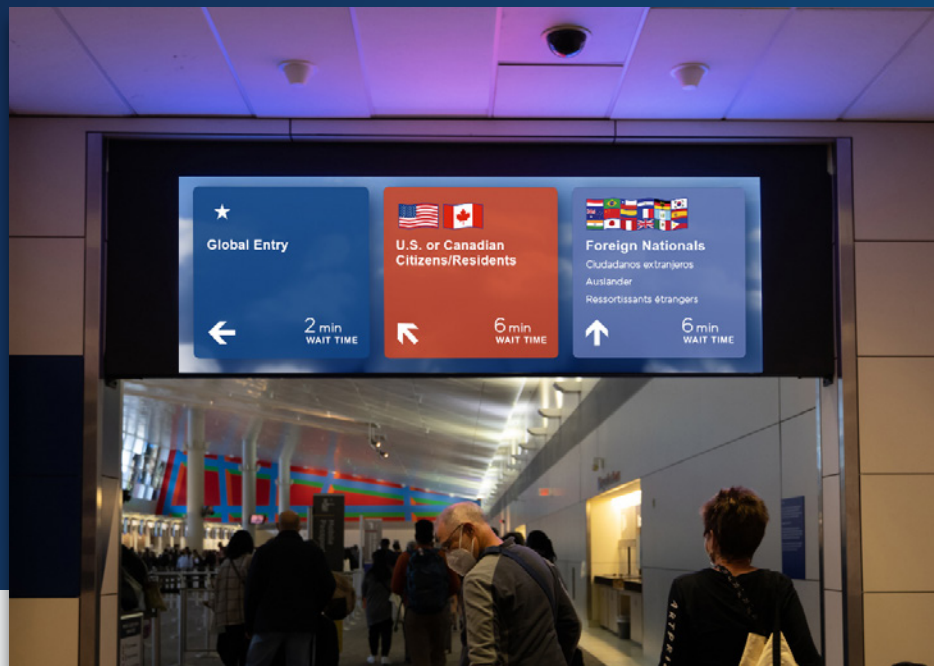 Global Entry
2 min
WAIT TIME
U.S. or Canadian
Citizens/Residents
6 min
WAIT TIME
Foreign Nationals
Ciudadanos extranjeros
Ausländer
Ressortissants étrangers
6 min
WAIT TIME